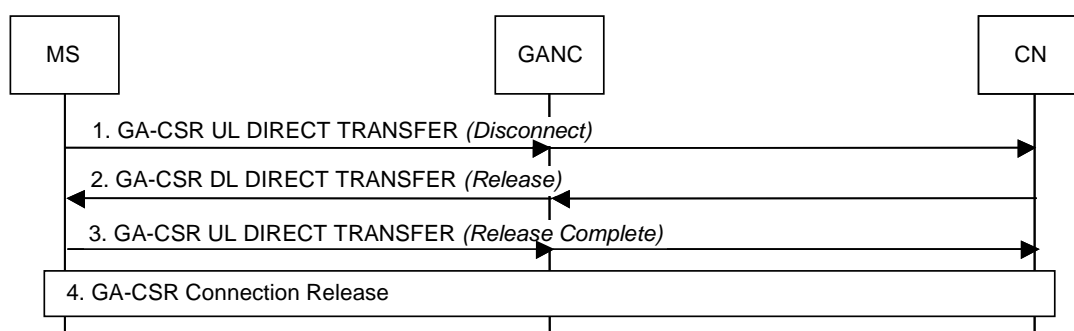 MS GANC CN
1. GA-CSR UL DIRECT TRANSFER (Disconnect)
2. GA-CSR DL DIRECT TRANSFER (Release)
3. GA-CSR UL DIRECT TRANSFER (Release Complete)
4. GA-CSR Connection Release